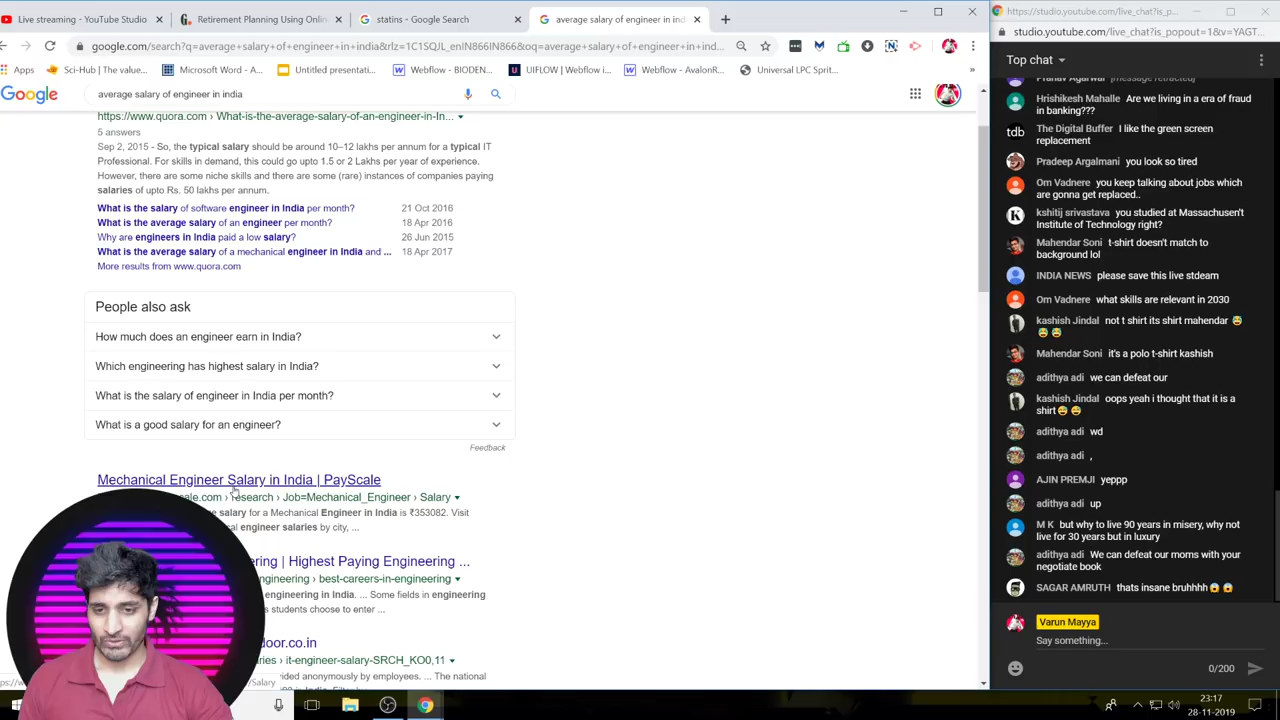 Live streaming - YouTube Studio
Retirement Planning Using Onlin-
statins - Google Search
average salary of engineer in ind
https://studio.youtube.com/live_chat?is_p...
google.com/search?q=average+salary+of+engineer+in+india&rlz=1C1SQJL_enIN866IN866&oq=average+salary+of+engineer+in+ind...
studio.youtube.com/live_chat?is_popout=1&v=YAGT...
Apps
Sci-Hub | The value...
Microsoft Word - A...
Untitled presentati...
Webflow - BIODEN...
UIFLOW | Webflow i...
Webflow - AvalonR...
Universal LPC Sprit...
»
Google
average salary of engineer in india
https://www.quora.com › What-is-the-average-salary-of-an-engineer-in-In...
5 answers
Sep 2, 2015 - So, the typical salary should be around 10–12 lakhs per annum for a typical IT
Professional. For skills in demand, this could go upto 1.5 or 2 Lakhs per year of experience.
However, there are some niche skills and there are some (rare) instances of companies paying
salaries of upto Rs. 50 lakhs per annum.
What is the salary of software engineer in India per month? 21 Oct 2016
What is the average salary of an engineer per month? 18 Apr 2016
Why are engineers in India paid a low salary? 26 Jun 2015
What is the average salary of a mechanical engineer in India and ... 18 Apr 2017
More results from www.quora.com
People also ask
How much does an engineer earn in India?
Which engineering has highest salary in India?
What is the salary of engineer in India per month?
What is a good salary for an engineer?
Feedback
Mechanical Engineer Salary in India | PayScale
scale.com › research › Job=Mechanical_Engineer › Salary
salary for a Mechanical Engineer in India is ₹353082. Visit
cal engineer salaries by city, ...
ering | Highest Paying Engineering ...
ngineering › best-careers-in-engineering
engineering in India. ... Some fields in engineering
s students choose to enter ...
door.co.in
aries › it-engineer-salary-SRCH_KO0,11
vided anonymously by employees. ... The national
in India. Filter by
/Salary
Top chat
Pranav Agarwal [message retracted]
Hrishikesh Mahalle Are we living in a era of fraud
in banking???
The Digital Buffer I like the green screen
replacement
Pradeep Argalmani you look so tired
Om Vadnere you keep talking about jobs which
are gonna get replaced..
kshitij srivastava you studied at Massachusen't
Institute of Technology right?
Mahendar Soni t-shirt doesn't match to
background lol
INDIA NEWS please save this live stdeam
Om Vadnere what skills are relevant in 2030
kashish Jindal not t shirt its shirt mahendar 😭
😭 😭
Mahendar Soni it's a polo t-shirt kashish
adithya adi we can defeat our
kashish Jindal oops yeah i thought that it is a
shirt😅 😅
adithya adi wd
adithya adi ,
AJIN PREMJI yeppp
adithya adi up
M K but why to live 90 years in misery, why not
live for 30 years but in luxury
adithya adi We can defeat our moms with your
negotiate book
SAGAR AMRUTH thats insane bruhhhh😱 😱
Varun Mayya
Say something...
0/200
23:17
28-11-2019